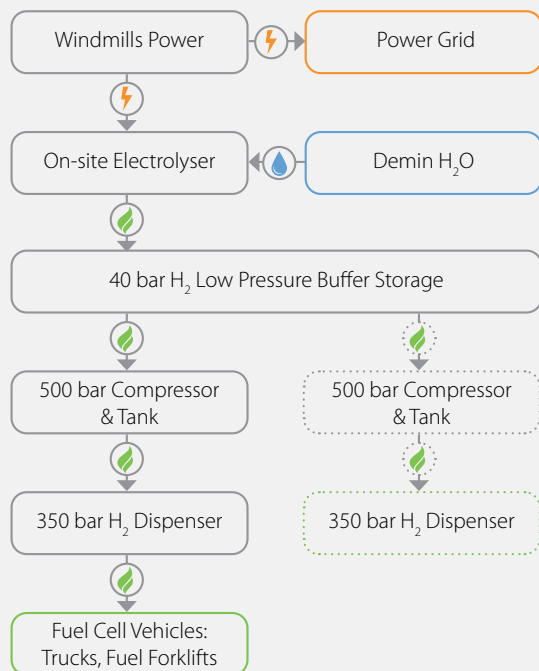 Windmills Power
Power Grid
On-site Electrolyser
Demin H₂O
40 bar H₂ Low Pressure Buffer Storage
500 bar Compressor
& Tank
500 bar Compressor
& Tank
350 bar H₂ Dispenser
350 bar H₂ Dispenser
Fuel Cell Vehicles:
Trucks, Fuel Forklifts